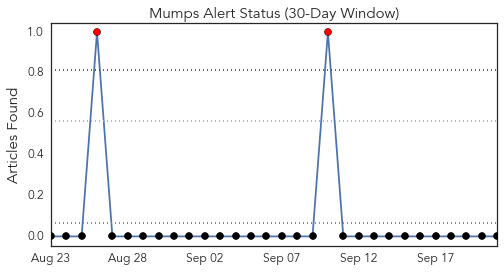 Mumps Alert Status (30-Day Window)
Articles Found
1.0
0.8
0.6
0.4
0.2
0.0
Aug 23 Aug 28 Sep 02 Sep 07 Sep 12 Sep 17